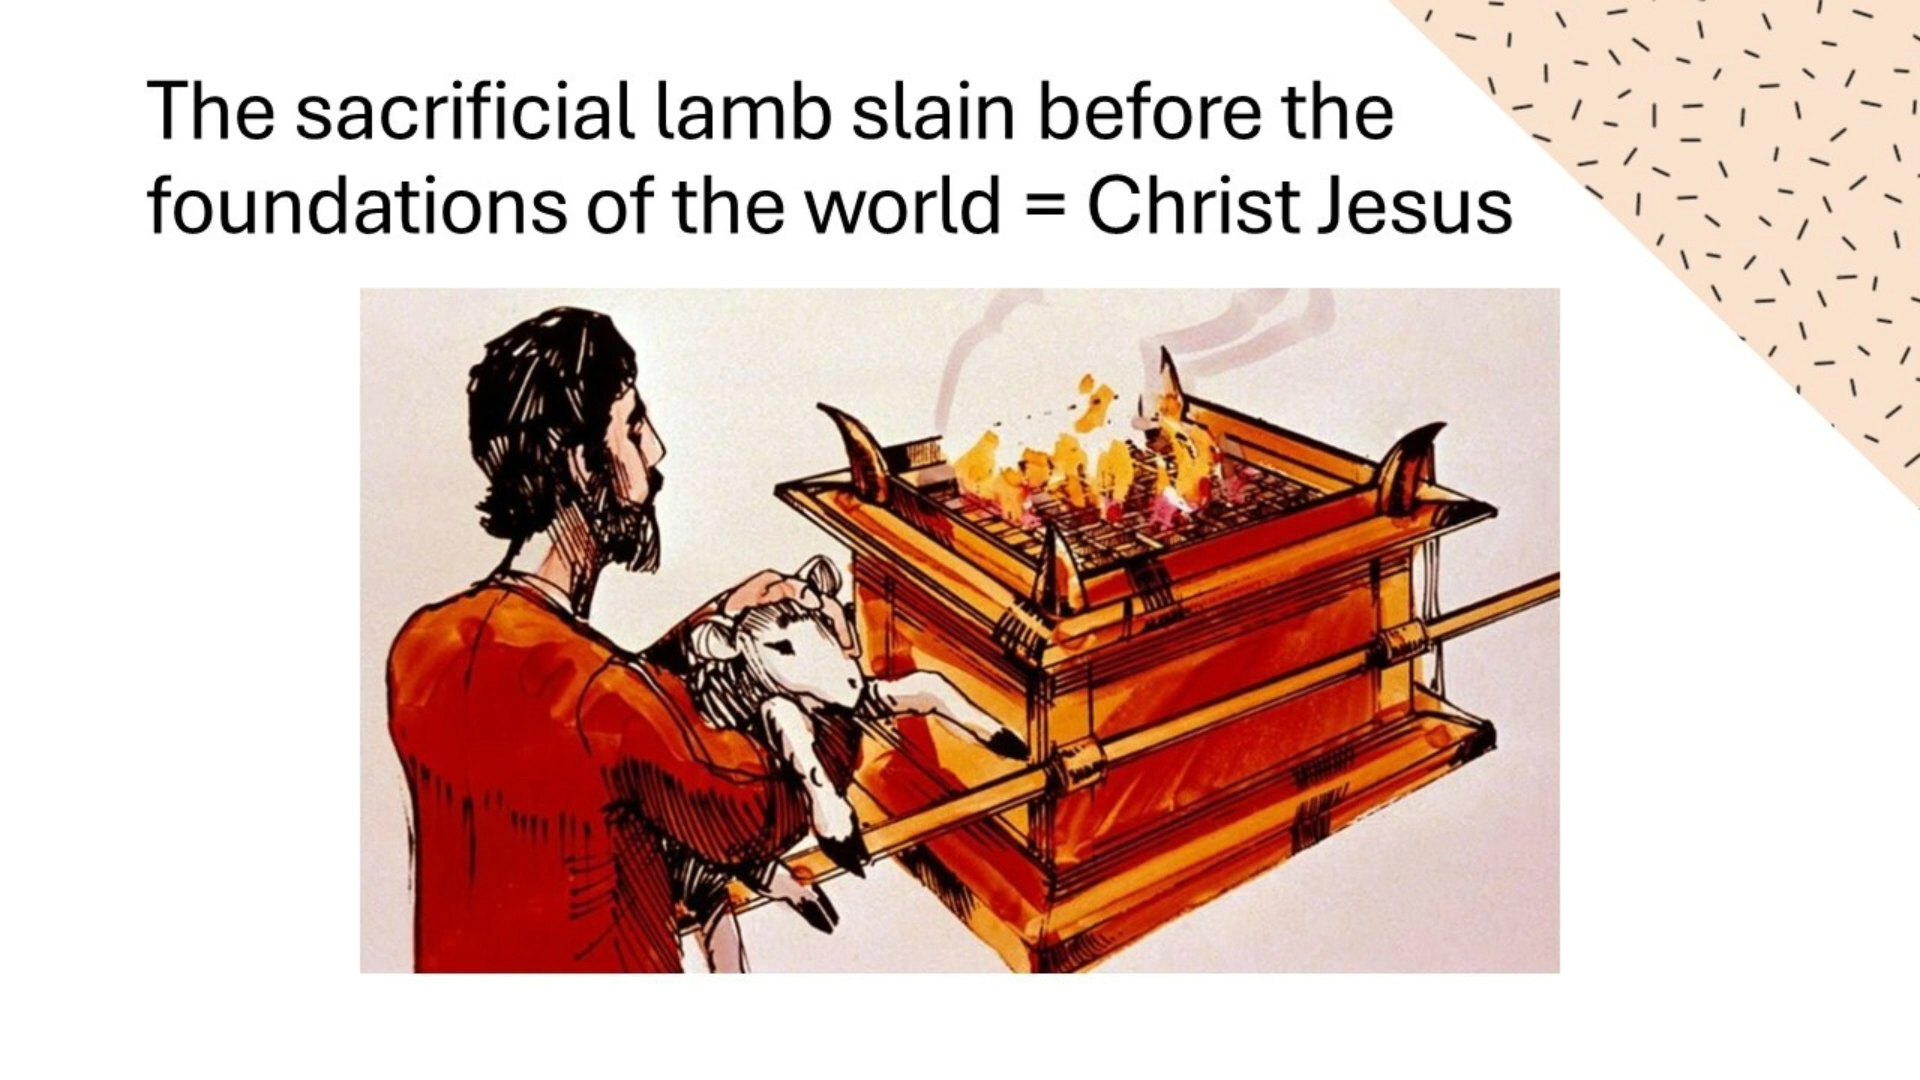 The sacrificial lamb slain before the
foundations of the world = Christ Jesus